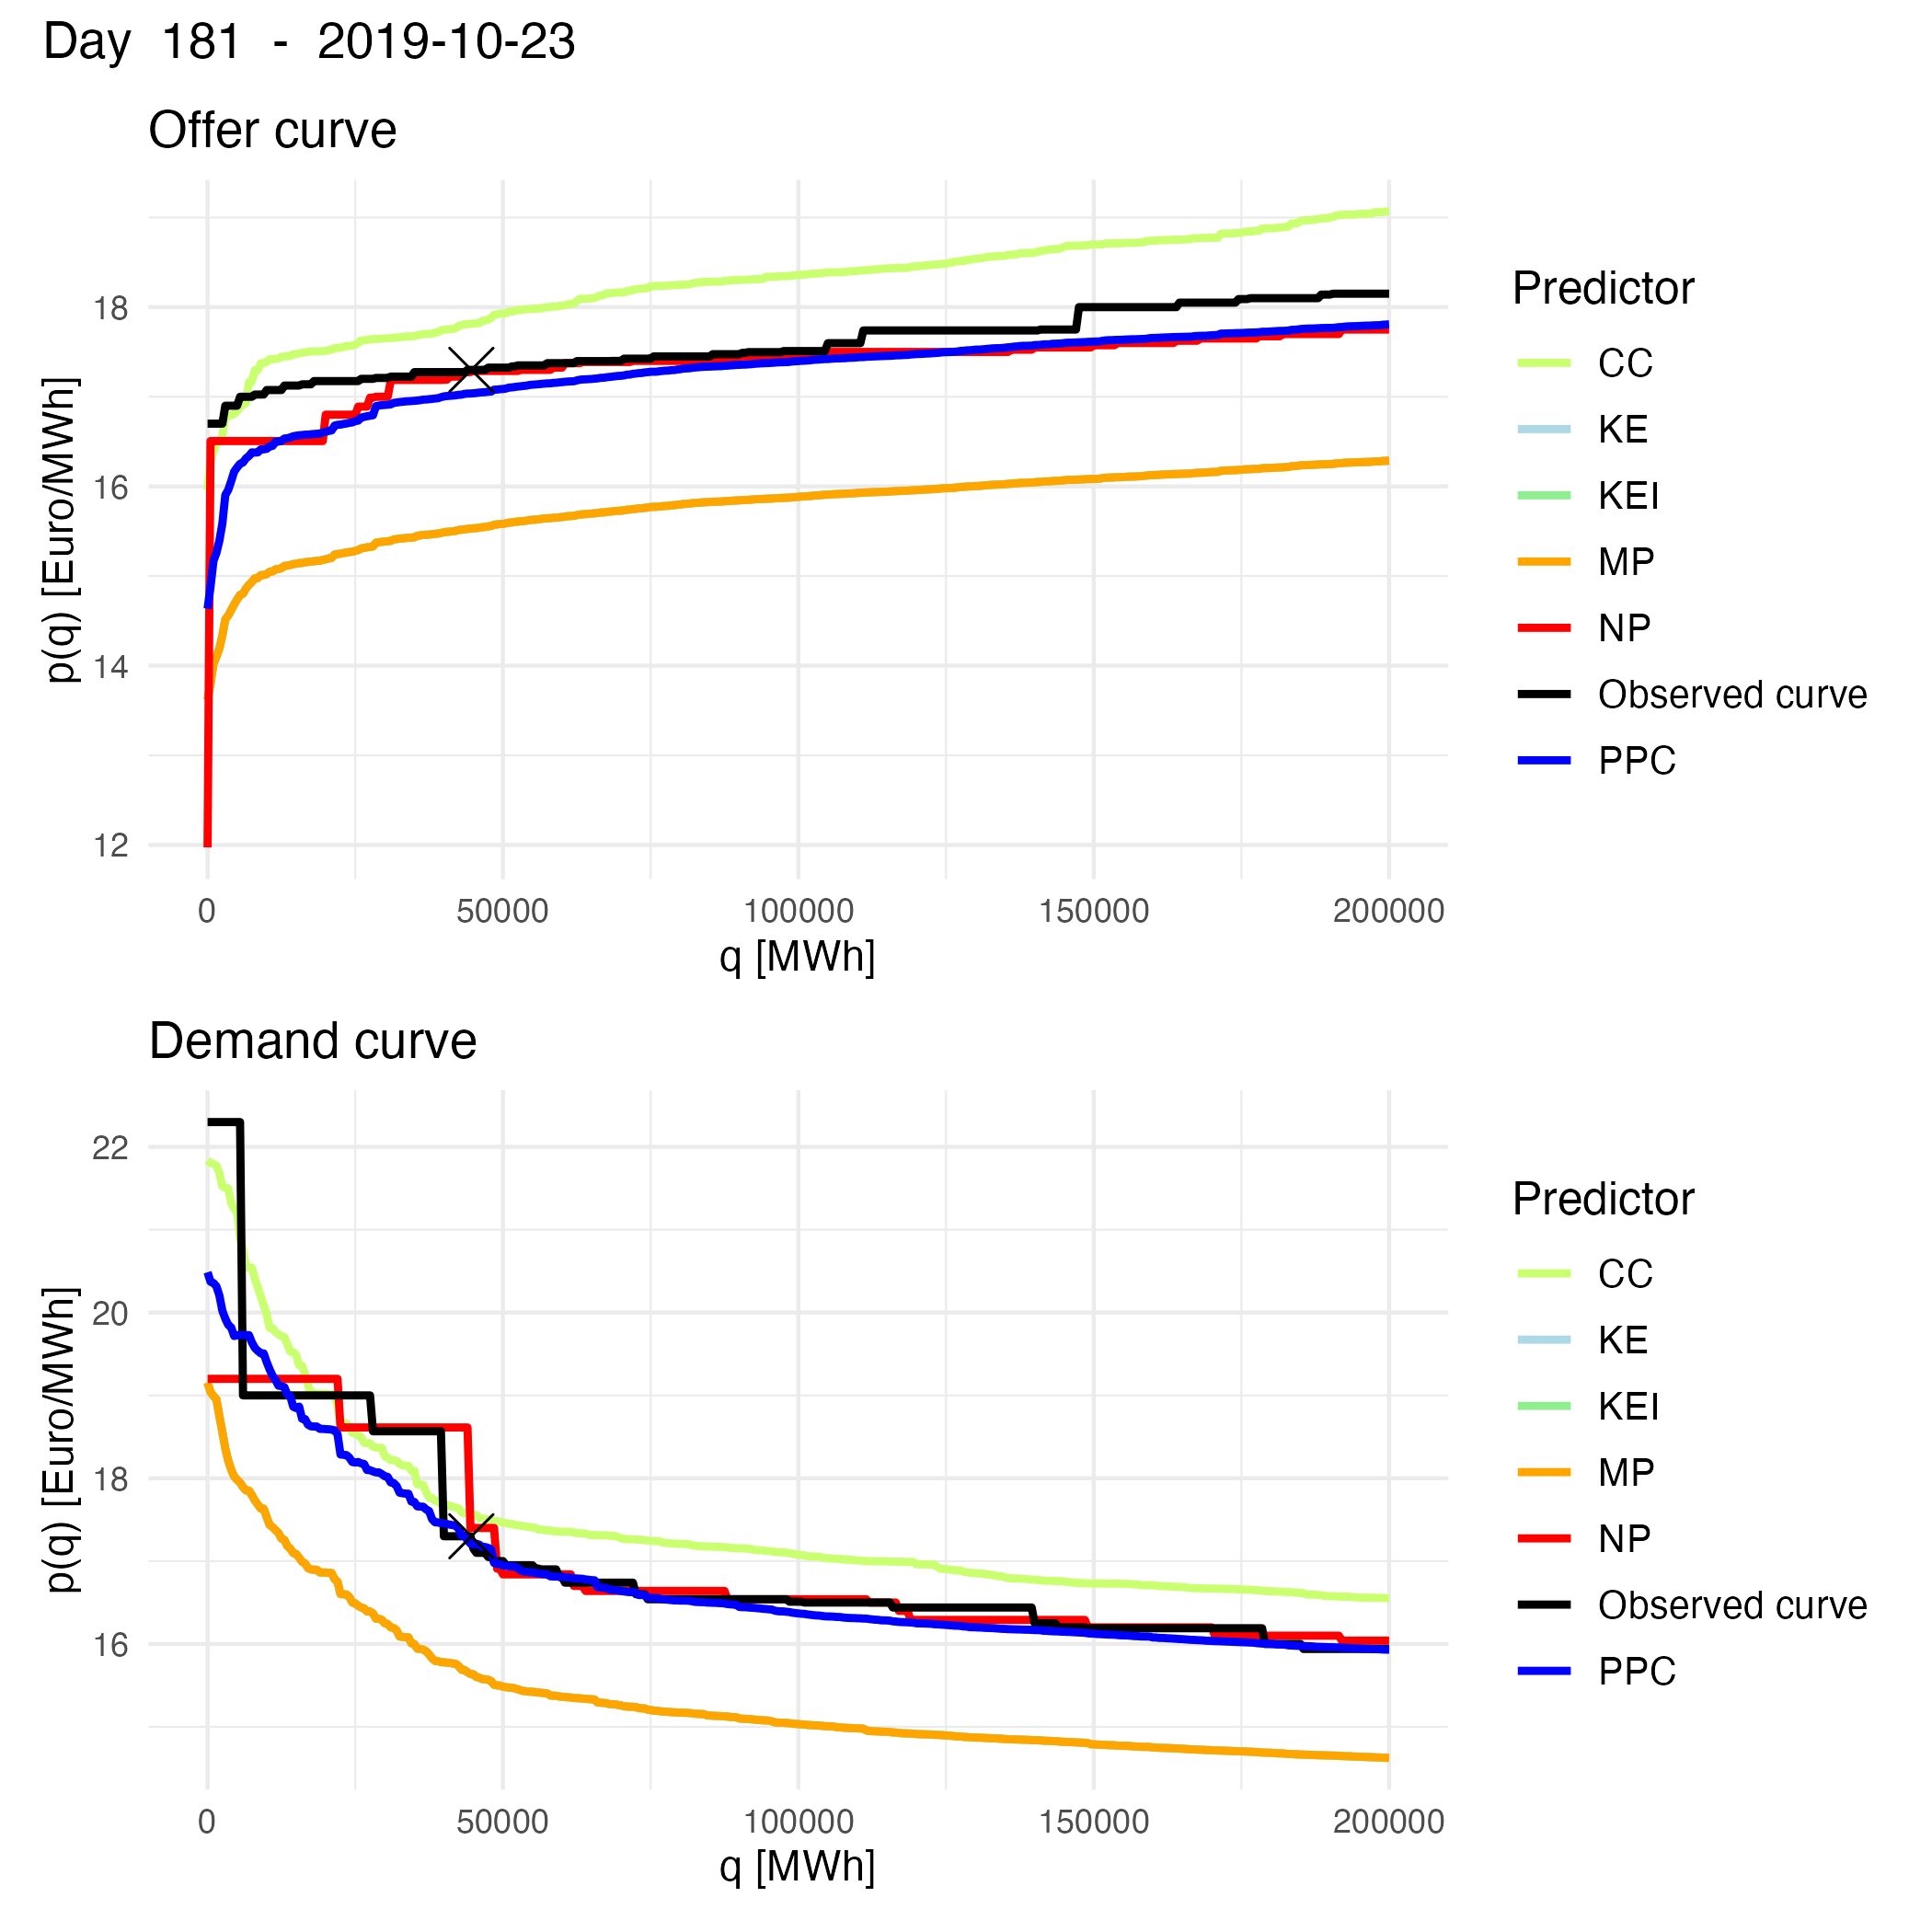 Day 181 - 2019-10-23
Offer curve
p(q) [Euro/MWh]
18
16
14
12
0 50000 100000 150000 200000
q [MWh]
Predictor
CC
KE
KEI
MP
NP
Observed curve
PPC
Demand curve
p(q) [Euro/MWh]
22
20
18
16
0 50000 100000 150000 200000
q [MWh]
Predictor
CC
KE
KEI
MP
NP
Observed curve
PPC